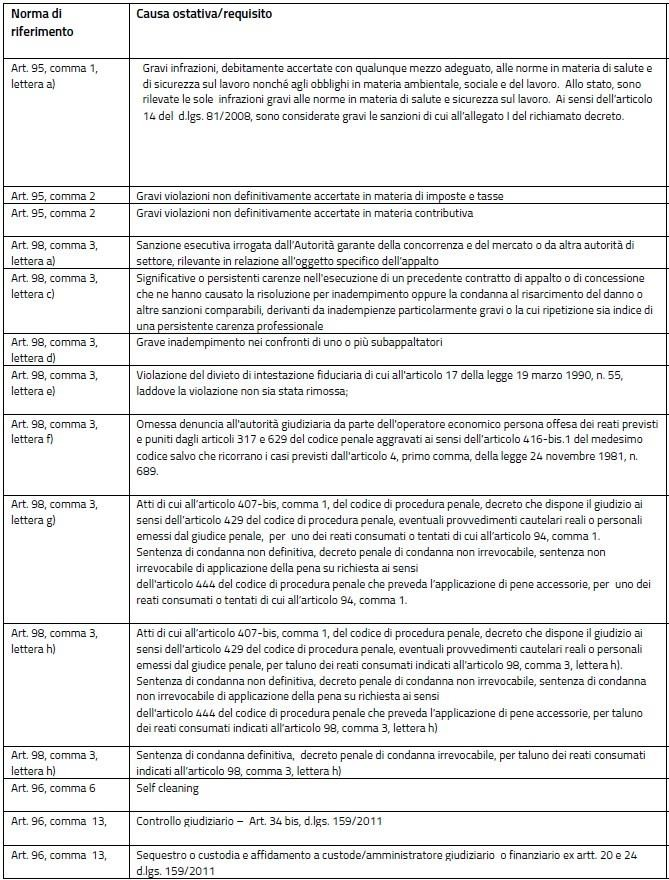 Norma di
riferimento
Causa ostativa/requisito
Art. 95, comma 1,
lettera a)
Gravi infrazioni, debitamente accertate con qualunque mezzo adeguato, alle norme in materia di salute e
di sicurezza sul lavoro nonché agli obblighi in materia ambientale, sociale e del lavoro. Allo stato, sono
rilevate le sole infrazioni gravi alle norme in materia di salute e sicurezza sul lavoro. Ai sensi dell'articolo
14 del d.lgs. 81/2008, sono considerate gravi le sanzioni di cui all'allegato I del richiamato decreto.
Art. 95, comma 2
Gravi violazioni non definitivamente accertate in materia di imposte e tasse
Art. 95, comma 2
Gravi violazioni non definitivamente accertate in materia contributiva
Art. 98, comma 3,
lettera a)
Sanzione esecutiva irrogata dall'Autorità garante della concorrenza e del mercato o da altra autorità di
settore, rilevante in relazione all'oggetto specifico dell'appalto
Art. 98, comma 3,
lettera c)
Significative o persistenti carenze nell'esecuzione di un precedente contratto di appalto o di concessione
che ne hanno causato la risoluzione per inadempimento oppure la condanna al risarcimento del danno o
altre sanzioni comparabili, derivanti da inadempienze particolarmente gravi o la cui ripetizione sia indice di
una persistente carenza professionale
Art. 98, comma 3,
lettera d)
Grave inadempimento nei confronti di uno o più subappaltatori
Art. 98, comma 3,
lettera e)
Violazione del divieto di intestazione fiduciaria di cui all'articolo 17 della legge 19 marzo 1990, n. 55,
laddove la violazione non sia stata rimossa;
Art. 98, comma 3,
lettera f)
Omessa denuncia all'autorità giudiziaria da parte dell'operatore economico persona offesa dei reati previsti
e puniti dagli articoli 317 e 629 del codice penale aggravati ai sensi dell'articolo 416-bis.1 del medesimo
codice salvo che ricorrano i casi previsti dall'articolo 4, primo comma, della legge 24 novembre 1981, n.
689.
Art. 98, comma 3,
lettera g)
Atti di cui all'articolo 407-bis, comma 1, del codice di procedura penale, decreto che dispone il giudizio ai
sensi dell'articolo 429 del codice di procedura penale, eventuali provvedimenti cautelari reali o personali
emessi dal giudice penale, per uno dei reati consumati o tentati di cui all'articolo 94, comma 1.
Sentenza di condanna non definitiva, decreto penale di condanna non irrevocabile, sentenza non
irrevocabile di applicazione della pena su richiesta ai sensi
dell'articolo 444 del codice di procedura penale che preveda l'applicazione di pene accessorie, per uno dei
reati consumati o tentati di cui all'articolo 94, comma 1.
Art. 98, comma 3,
lettera h)
Atti di cui all'articolo 407-bis, comma 1, del codice di procedura penale, decreto che dispone il giudizio ai
sensi dell'articolo 429 del codice di procedura penale, eventuali provvedimenti cautelari reali o personali
emessi dal giudice penale, per taluno dei reati consumati indicati all'articolo 98, comma 3, lettera h).
Sentenza di condanna non definitiva, decreto penale di condanna non irrevocabile, sentenza di condanna
non irrevocabile di applicazione della pena su richiesta ai sensi
dell'articolo 444 del codice di procedura penale che preveda l'applicazione di pene accessorie, per taluno
dei reati consumati indicati all'articolo 98, comma 3, lettera h)
Art. 98, comma 3,
lettera h)
Sentenza di condanna definitiva, decreto penale di condanna irrevocabile, per taluno dei reati consumati
indicati all'articolo 98, comma 3, lettera h)
Art. 96, comma 6
Self cleaning
Art. 96, comma 13,
Controllo giudiziario – Art. 34 bis, d.lgs. 159/2011
Art. 96, comma 13,
Sequestro o custodia e affidamento a custode/amministratore giudiziario o finanziario ex artt. 20 e 24
d.lgs. 159/2011